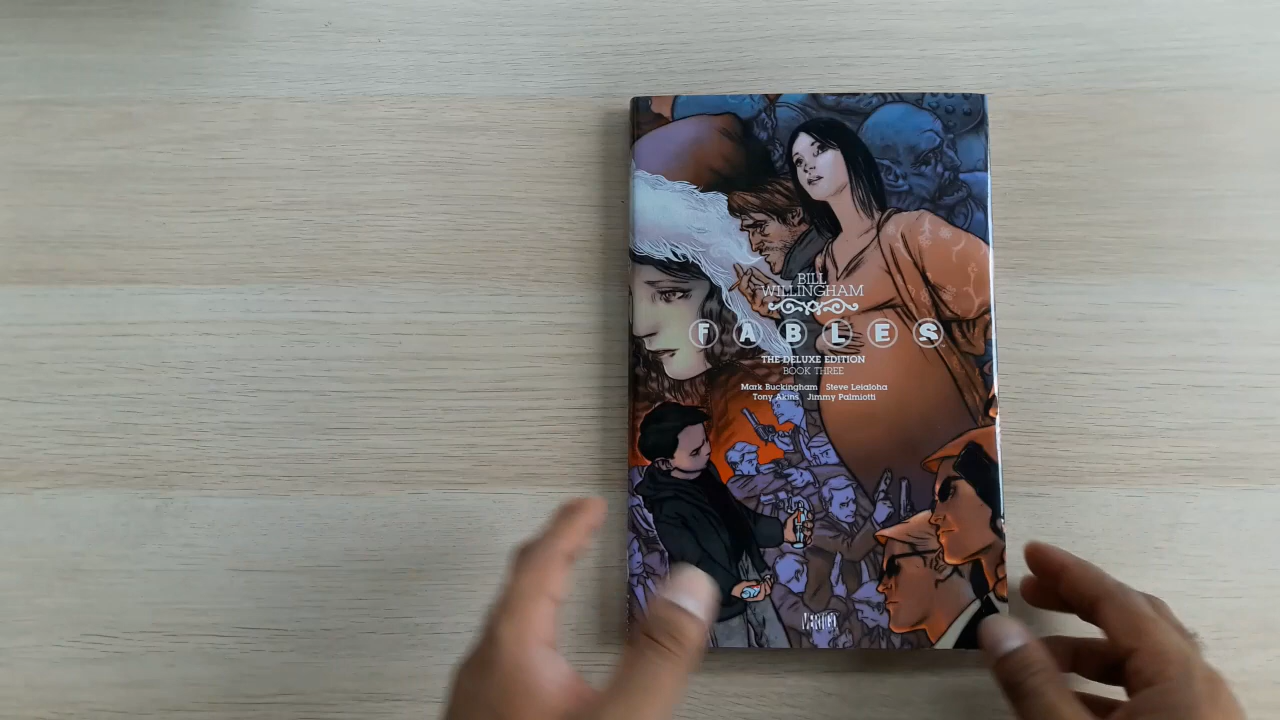 BILL
WILLINGHAM
FABLES
THE DELUXE EDITION
BOOK THREE
Mark Buckingham Steve Leialoha
Tony Akins Jimmy Palmiotti
VERTIGO